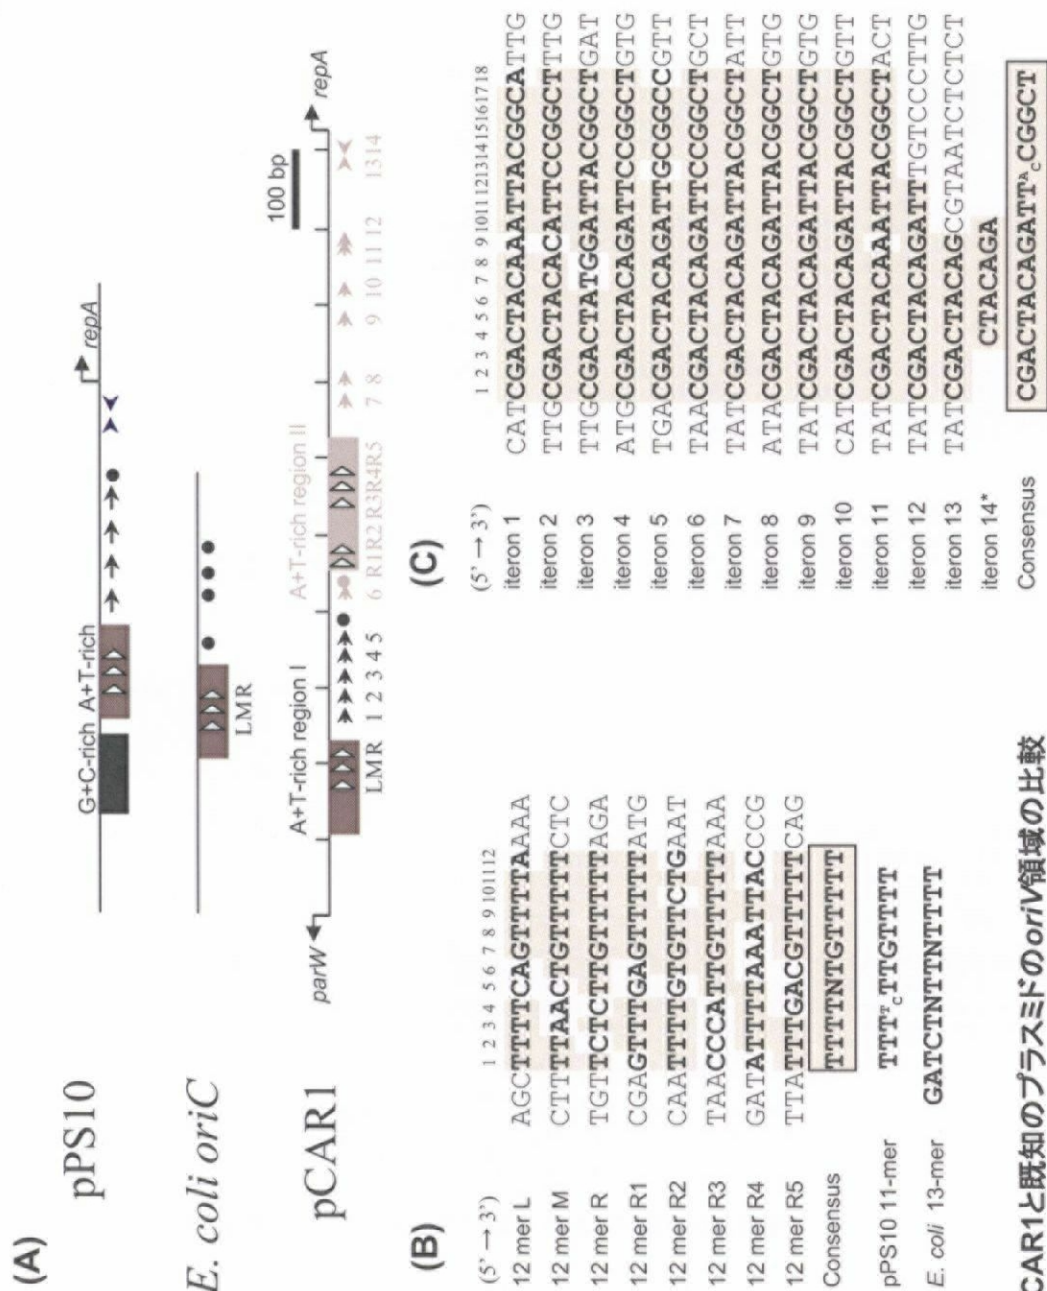 (A)
pPS10
G+C-rich A+T-rich
repA
E. coli oriC
LMR
pCAR1
parW
A+T-rich region I
A+T-rich region II
100 bp
repA
LMR 1 2 3 4 5 6 R1R2 R3R4R5 7 8 9 10 11 12 13 14
(B)
(5' → 3')
1 2 3 4 5 6 7 8 9 10 11 12
12 mer L AGCTTTTCAGTTTTAAAA
12 mer M CTTTTAACTGTTTTTCTC
12 mer R TGTTCTCTTGTTTTTAGA
12 mer R1 CGAGTTTGAGTTTTTATG
12 mer R2 CAATTTTGTGTTCTGAAT
12 mer R3 TAACCCATTGTTTTTAAA
12 mer R4 GATATTTTAAATTACCCG
12 mer R5 TTATTTGACGTTTTTCAG
Consensus TTTTNTGTTTTT
pPS10 11-mer TTTTcTTGTTTT
E. coli 13-mer GATCTNTTNTTTT
(C)
(5' → 3')
1 2 3 4 5 6 7 8 9 10 11 12 13 14 15 16 17 18
iteron 1 CATCGACTACAAATTACGGCATTG
iteron 2 TTGCGACTACACATTCCGGCTTTG
iteron 3 TTGCGACTATGGATTACGGCTGAT
iteron 4 ATGCGACTACAGATTCCGGCTGTG
iteron 5 TGACGACTACAGATTGCGGCCGTT
iteron 6 TAACGACTACAGATTCCGGCTGCT
iteron 7 TATCGACTACAGATTACGGCTATT
iteron 8 ATACGACTACAGATTACGGCTGTG
iteron 9 TATCGACTACAGATTACGGCTGTG
iteron 10 CATCGACTACAGATTACGGCTGTT
iteron 11 TATCGACTACAAATTACGGCTACT
iteron 12 TATCGACTACAGATTTGTCCCTTG
iteron 13 TATCGACTACAGCGTAATCTCTCT
iteron 14* CTACAGA
Consensus CGACTACAGATTAcCGGCT
CAR1と既知のプラスミドのoriV領域の比較